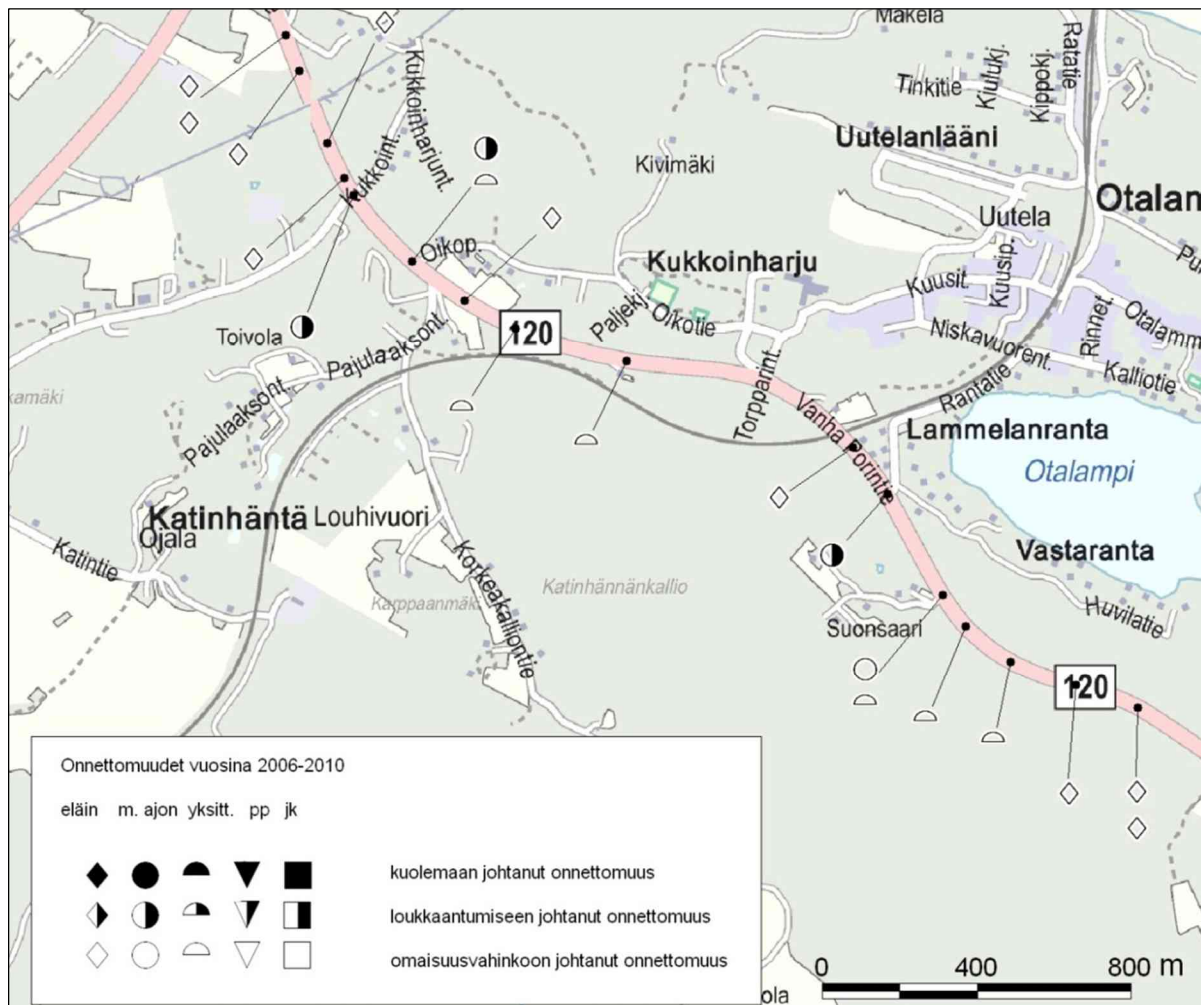 Mäkelä
Ratatie
Kiulukj.
Kippokj.
Tinkitie
Kukkoinharjunt.
Uutelanlääni
Kivimäki
Kukkoint.
Otalam
Uutela
Oikop.
Kukkoinharju
Kuusit.
Kuusip.
Rinnet.
Otalamm
Paljekj.
Oikotie
Niskavuorent.
Toivola
120
Pajulaaksont.
Kalliotie
Torpparint.
Rantatie
kamäki
Pajulaaksont.
Vanha Porintie
Lammelanranta
Otalampi
Katinhäntä
Louhivuori
Ojala
Katintie
Vastaranta
Korkeakalliontie
Karppaanmäki
Katinhännänkallio
Huvilatie
Suonsaari
120
Onnettomuudet vuosina 2006-2010
eläin m. ajon yksitt. pp jk
kuolemaan johtanut onnettomuus
loukkaantumiseen johtanut onnettomuus
omaisuusvahinkoon johtanut onnettomuus
0 400 800 m
ola